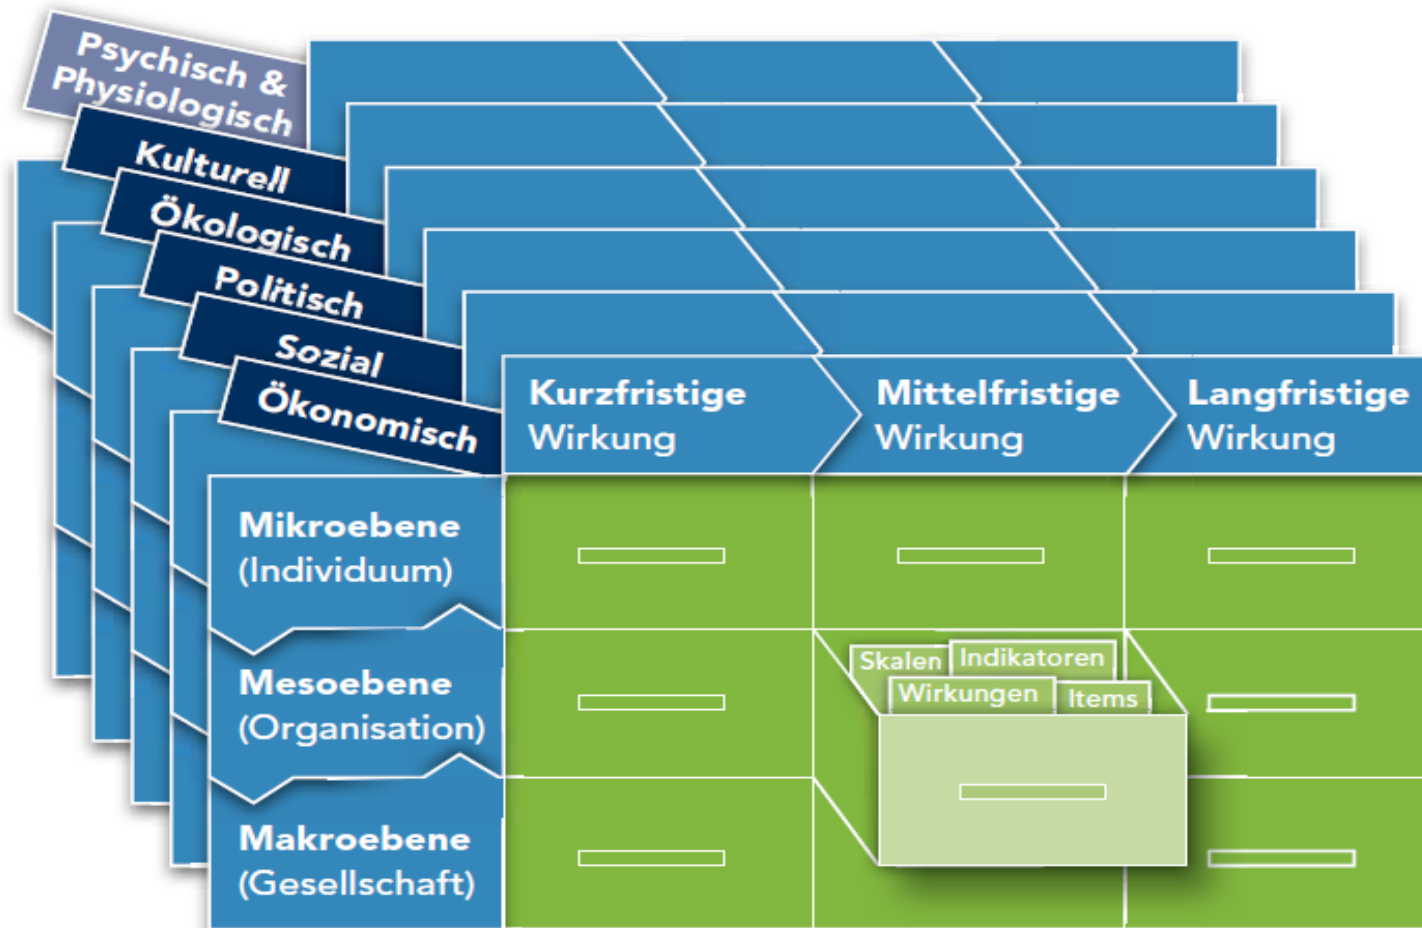 Psychisch &
Physiologisch
Kulturell
Ökologisch
Politisch
Sozial
Ökonomisch
Kurzfristige
Wirkung
Mittelfristige
Wirkung
Langfristige
Wirkung
Mikroebene
(Individuum)
Mesoebene
(Organisation)
Makroebene
(Gesellschaft)
Skalen
Indikatoren
Wirkungen
Items